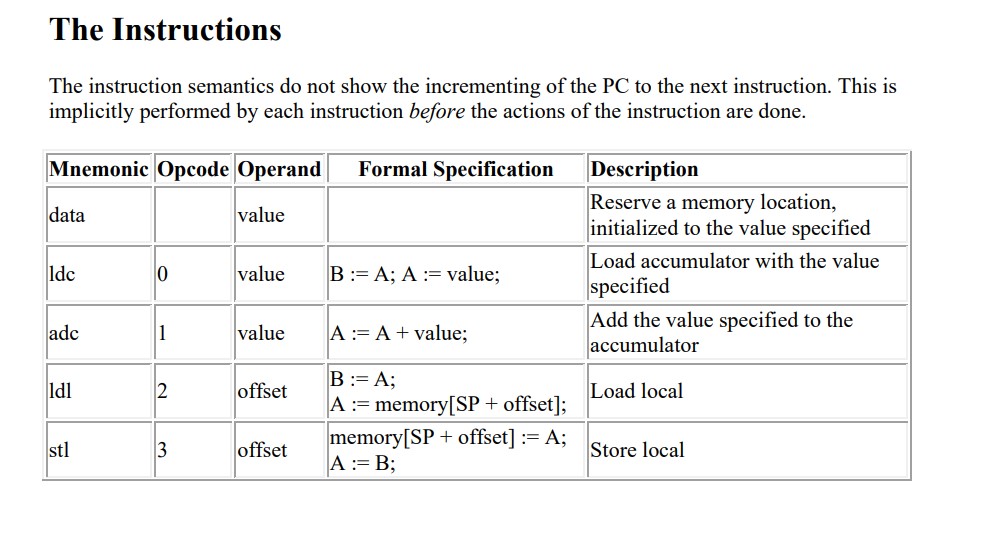 The Instructions
The instruction semantics do not show the incrementing of the PC to the next instruction. This is
implicitly performed by each instruction before the actions of the instruction are done.
Mnemonic Opcode Operand Formal Specification Description
data value Reserve a memory location,
initialized to the value specified
ldc 0 value B := A; A := value; Load accumulator with the value
specified
adc 1 value A := A + value; Add the value specified to the
accumulator
ldl 2 offset B := A;
A := memory[SP + offset]; Load local
stl 3 offset memory[SP + offset] := A;
A := B; Store local